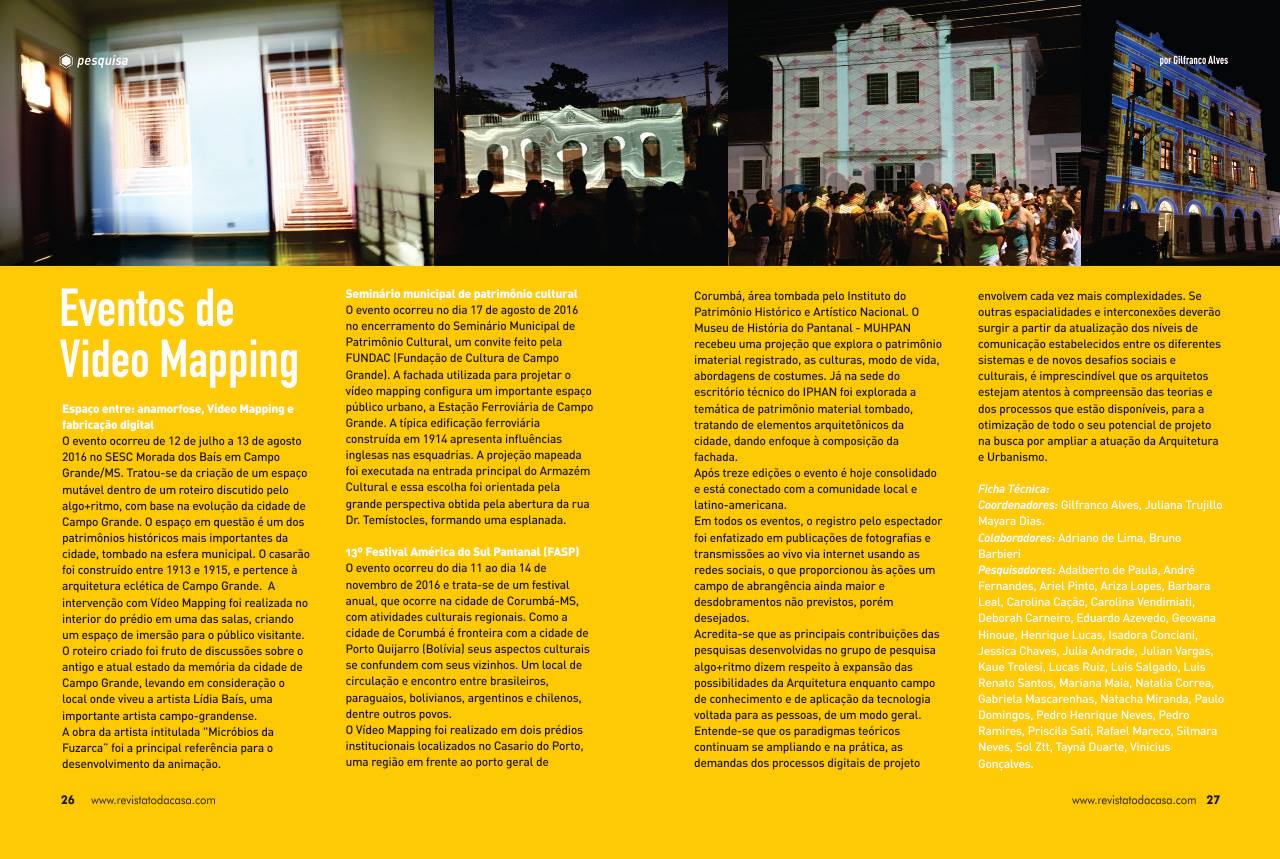 pesquisa
por Gilfranco Alves
Eventos de
Video Mapping
Espaço entre: anamorfose, Vídeo Mapping e
fabricação digital
O evento ocorreu de 12 de julho a 13 de agosto
2016 no SESC Morada dos Baís em Campo
Grande/MS. Tratou-se da criação de um espaço
mutável dentro de um roteiro discutido pelo
algo+ritmo, com base na evolução da cidade de
Campo Grande. O espaço em questão é um dos
patrimônios históricos mais importantes da
cidade, tombado na esfera municipal. O casarão
foi construído entre 1913 e 1915, e pertence à
arquitetura eclética de Campo Grande. A
intervenção com Vídeo Mapping foi realizada no
interior do prédio em uma das salas, criando
um espaço de imersão para o público visitante.
O roteiro criado foi fruto de discussões sobre o
antigo e atual estado da memória da cidade de
Campo Grande, levando em consideração o
local onde viveu a artista Lídia Baís, uma
importante artista campo-grandense.
A obra da artista intitulada "Micróbios da
Fuzarca" foi a principal referência para o
desenvolvimento da animação.
Seminário municipal de patrimônio cultural
O evento ocorreu no dia 17 de agosto de 2016
no encerramento do Seminário Municipal de
Patrimônio Cultural, um convite feito pela
FUNDAC (Fundação de Cultura de Campo
Grande). A fachada utilizada para projetar o
vídeo mapping configura um importante espaço
público urbano, a Estação Ferroviária de Campo
Grande. A típica edificação ferroviária
construída em 1914 apresenta influências
inglesas nas esquadrias. A projeção mapeada
foi executada na entrada principal do Armazém
Cultural e essa escolha foi orientada pela
grande perspectiva obtida pela abertura da rua
Dr. Temístocles, formando uma esplanada.
13º Festival América do Sul Pantanal (FASP)
O evento ocorreu do dia 11 ao dia 14 de
novembro de 2016 e trata-se de um festival
anual, que ocorre na cidade de Corumbá-MS,
com atividades culturais regionais. Como a
cidade de Corumbá é fronteira com a cidade de
Porto Quijarro (Bolívia) seus aspectos culturais
se confundem com seus vizinhos. Um local de
circulação e encontro entre brasileiros,
paraguaios, bolivianos, argentinos e chilenos,
dentre outros povos.
O Vídeo Mapping foi realizado em dois prédios
institucionais localizados no Casario do Porto,
uma região em frente ao porto geral de
Corumbá, área tombada pelo Instituto do
Patrimônio Histórico e Artístico Nacional. O
Museu de História do Pantanal - MUHPAN
recebeu uma projeção que explora o patrimônio
imaterial registrado, as culturas, modo de vida,
abordagens de costumes. Já na sede do
escritório técnico do IPHAN foi explorada a
temática de patrimônio material tombado,
tratando de elementos arquitetônicos da
cidade, dando enfoque à composição da
fachada.
Após treze edições o evento é hoje consolidado
e está conectado com a comunidade local e
latino-americana.
Em todos os eventos, o registro pelo espectador
foi enfatizado em publicações de fotografias e
transmissões ao vivo via internet usando as
redes sociais, o que proporcionou às ações um
campo de abrangência ainda maior e
desdobramentos não previstos, porém
desejados.
Acredita-se que as principais contribuições das
pesquisas desenvolvidas no grupo de pesquisa
algo+ritmo dizem respeito à expansão das
possibilidades da Arquitetura enquanto campo
de conhecimento e de aplicação da tecnologia
voltada para as pessoas, de um modo geral.
Entende-se que os paradigmas teóricos
continuam se ampliando e na prática, as
demandas dos processos digitais de projeto
envolvem cada vez mais complexidades. Se
outras espacialidades e interconexões deverão
surgir a partir da atualização dos níveis de
comunicação estabelecidos entre os diferentes
sistemas e de novos desafios sociais e
culturais, é imprescindível que os arquitetos
estejam atentos à compreensão das teorias e
dos processos que estão disponíveis, para a
otimização de todo o seu potencial de projeto
na busca por ampliar a atuação da Arquitetura
e Urbanismo.
Ficha Técnica:
Coordenadores: Gilfranco Alves, Juliana Trujillo
Mayara Dias.
Colaboradores: Adriano de Lima, Bruno
Barbieri
Pesquisadores: Adalberto de Paula, André
Fernandes, Ariel Pinto, Ariza Lopes, Barbara
Leal, Carolina Cação, Carolina Vendimiati,
Deborah Carneiro, Eduardo Azevedo, Geovana
Hinoue, Henrique Lucas, Isadora Conciani,
Jessica Chaves, Julia Andrade, Julian Vargas,
Kaue Trolesi, Lucas Ruiz, Luis Salgado, Luis
Renato Santos, Mariana Maia, Natalia Correa,
Gabriela Mascarenhas, Natacha Miranda, Paulo
Domingos, Pedro Henrique Neves, Pedro
Ramires, Priscila Sati, Rafael Mareco, Silmara
Neves, Sol Ztt, Tayná Duarte, Vinicius
Gonçalves.
26 www.revistatodacasa.com
www.revistatodacasa.com 27